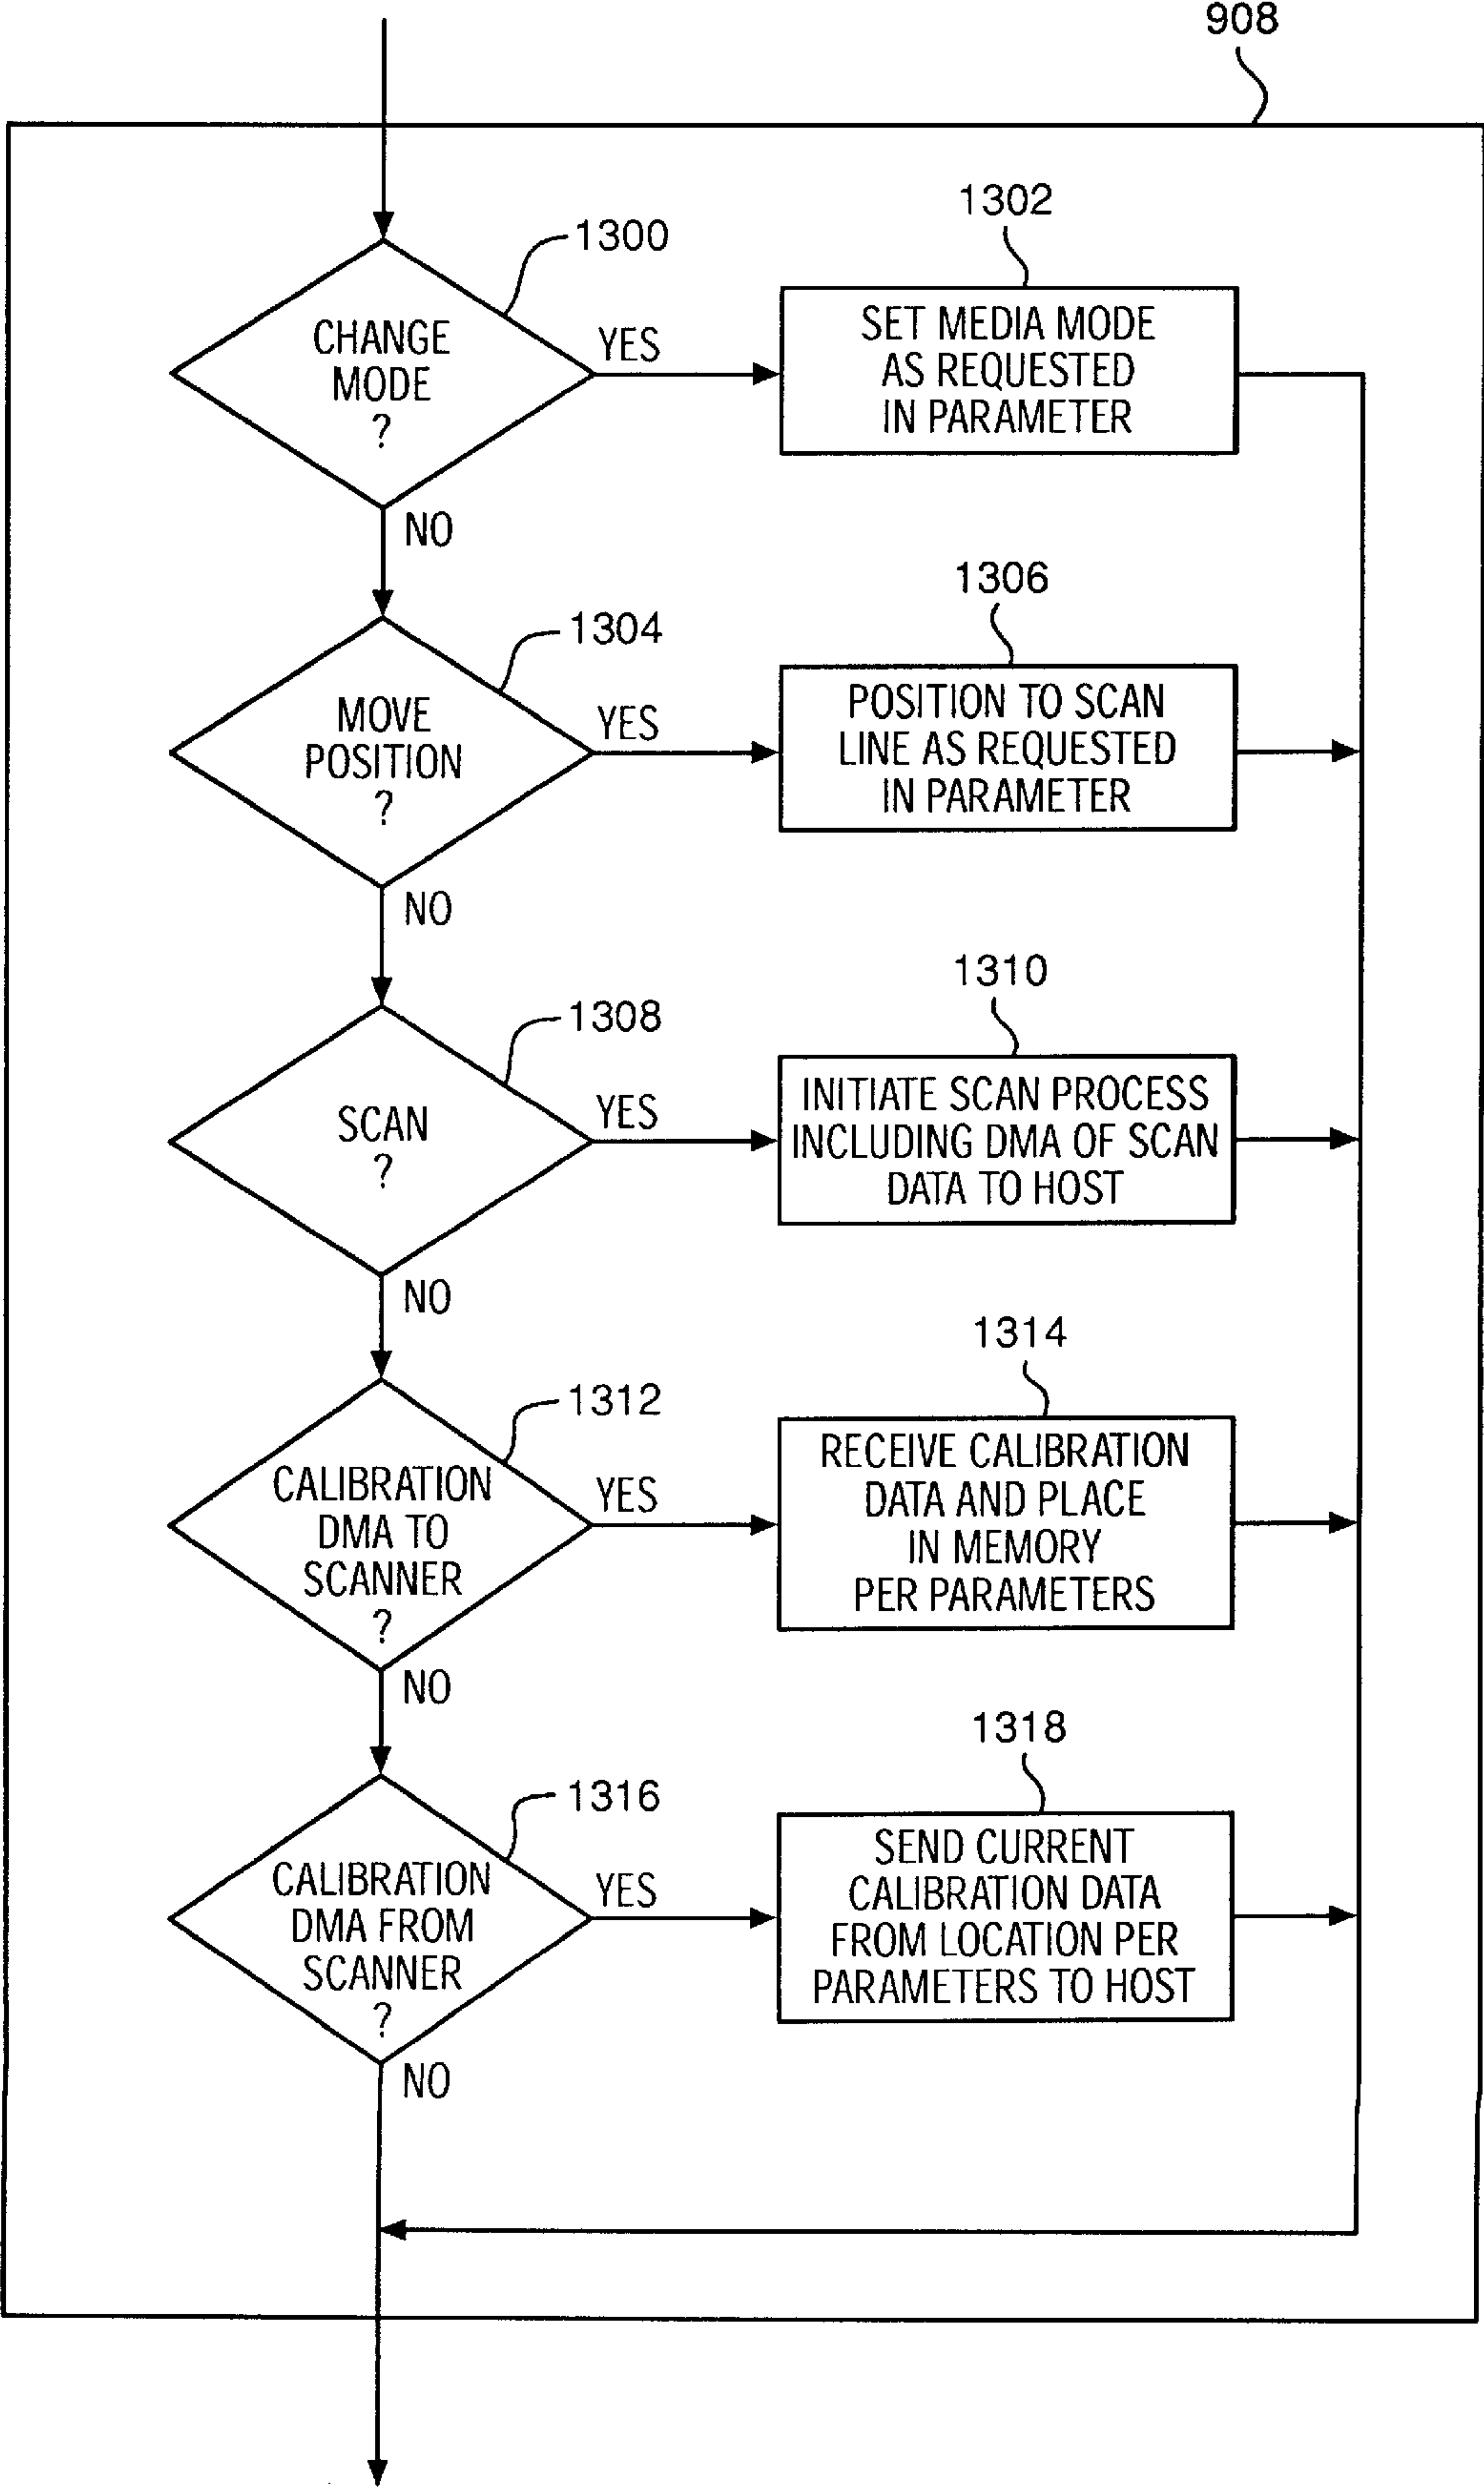 908
1300
1302
CHANGE
MODE
?
YES
SET MEDIA MODE
AS REQUESTED
IN PARAMETER
NO
1304
1306
MOVE
POSITION
?
YES
POSITION TO SCAN
LINE AS REQUESTED
IN PARAMETER
NO
1308
1310
SCAN
?
YES
INITIATE SCAN PROCESS
INCLUDING DMA OF SCAN
DATA TO HOST
NO
1312
1314
CALIBRATION
DMA TO
SCANNER
?
YES
RECEIVE CALIBRATION
DATA AND PLACE
IN MEMORY
PER PARAMETERS
NO
1316
1318
CALIBRATION
DMA FROM
SCANNER
?
YES
SEND CURRENT
CALIBRATION DATA
FROM LOCATION PER
PARAMETERS TO HOST
NO